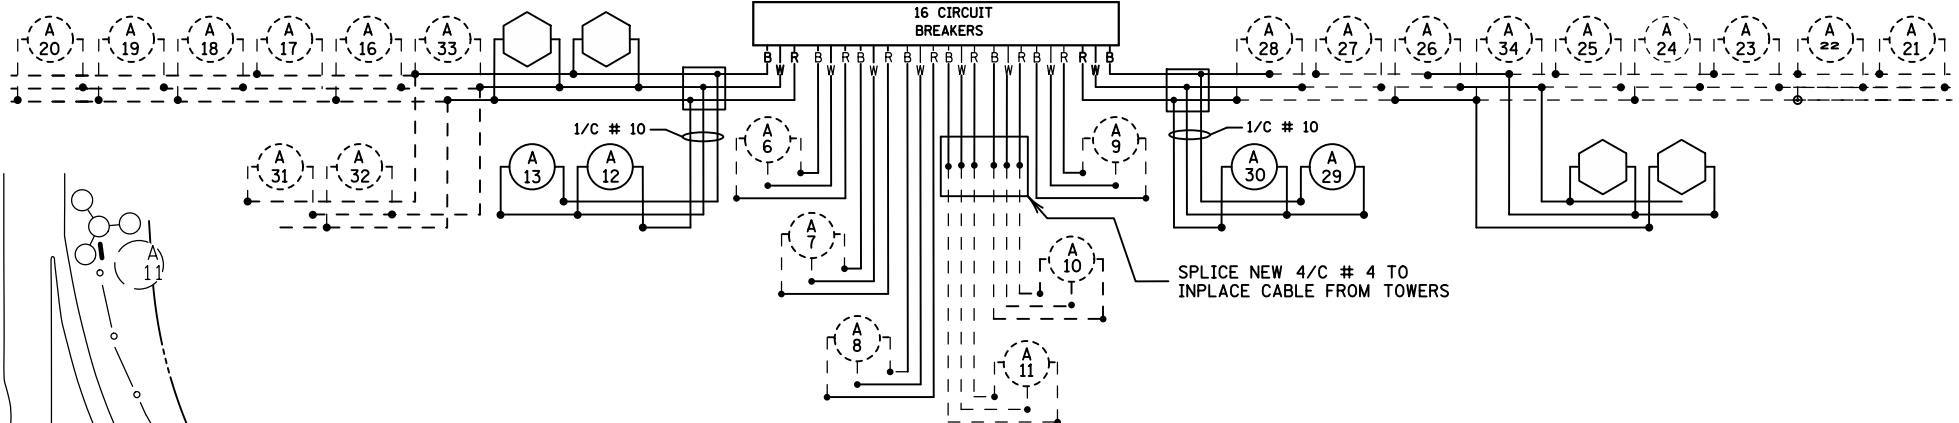 16 CIRCUIT
BREAKERS
A
20
A
19
A
18
A
17
A
16
A
33
A
28
A
27
A
26
A
34
A
25
A
24
A
23
A
22
A
21
B W R B W R B W R B W R B W R B W R B W R R W B
1/C # 10
1/C # 10
A
6
A
9
A
31
A
32
A
13
A
12
A
30
A
29
A
7
A
10
A
11
SPLICE NEW 4/C # 4 TO
INPLACE CABLE FROM TOWERS
A
8
A
11